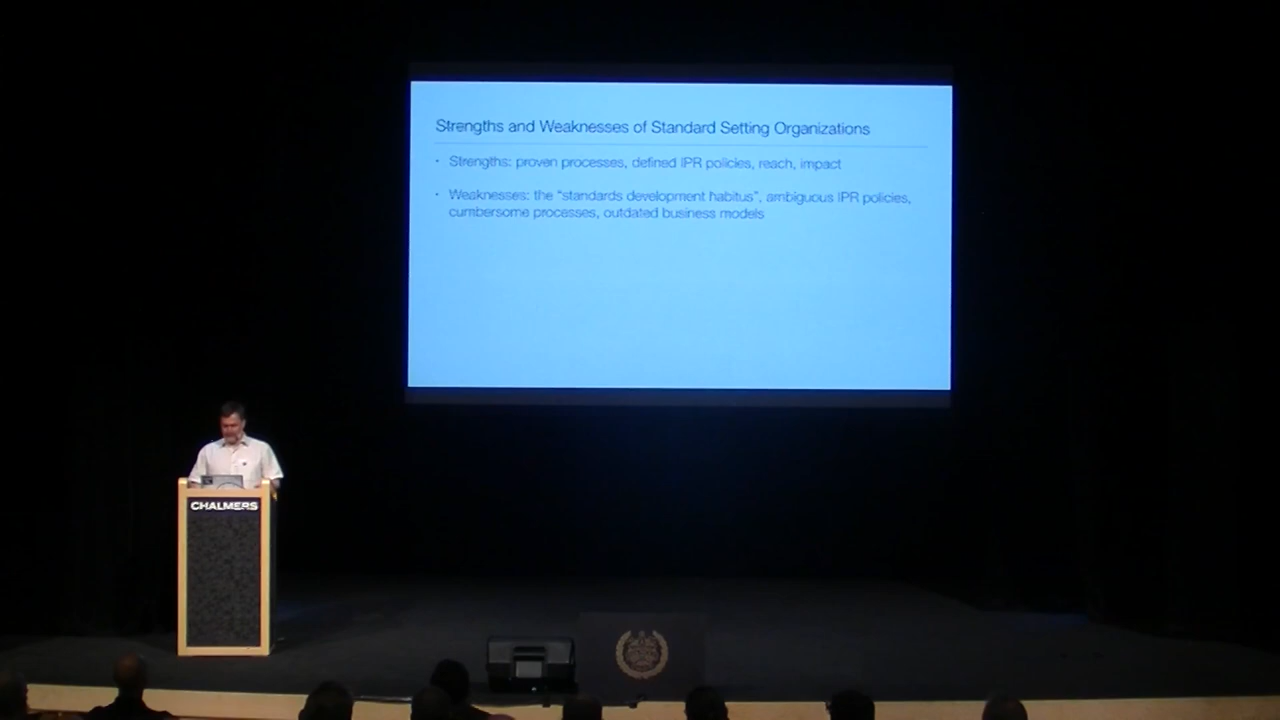 Strengths and Weaknesses of Standard Setting Organizations
· Strengths: proven processes, defined IPR policies, reach, impact
· Weaknesses: the “standards development habitus”, ambiguous IPR policies,
cumbersome processes, outdated business models
CHALMERS